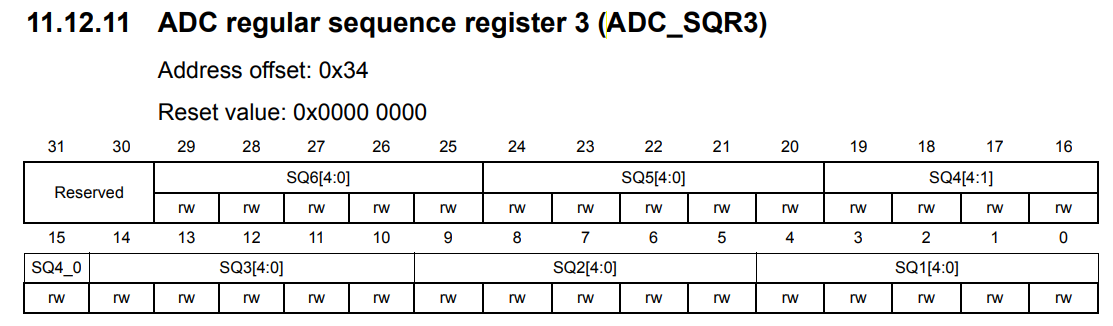 11.12.11 ADC regular sequence register 3 (ADC_SQR3)
Address offset: 0x34
Reset value: 0x0000 0000
31 30 29 28 27 26 25 24 23 22 21 20 19 18 17 16
Reserved SQ6[4:0] SQ5[4:0] SQ4[4:1]
rw rw rw rw rw rw rw rw rw rw rw rw rw rw
15 14 13 12 11 10 9 8 7 6 5 4 3 2 1 0
SQ4_0 SQ3[4:0] SQ2[4:0] SQ1[4:0]
rw rw rw rw rw rw rw rw rw rw rw rw rw rw rw rw